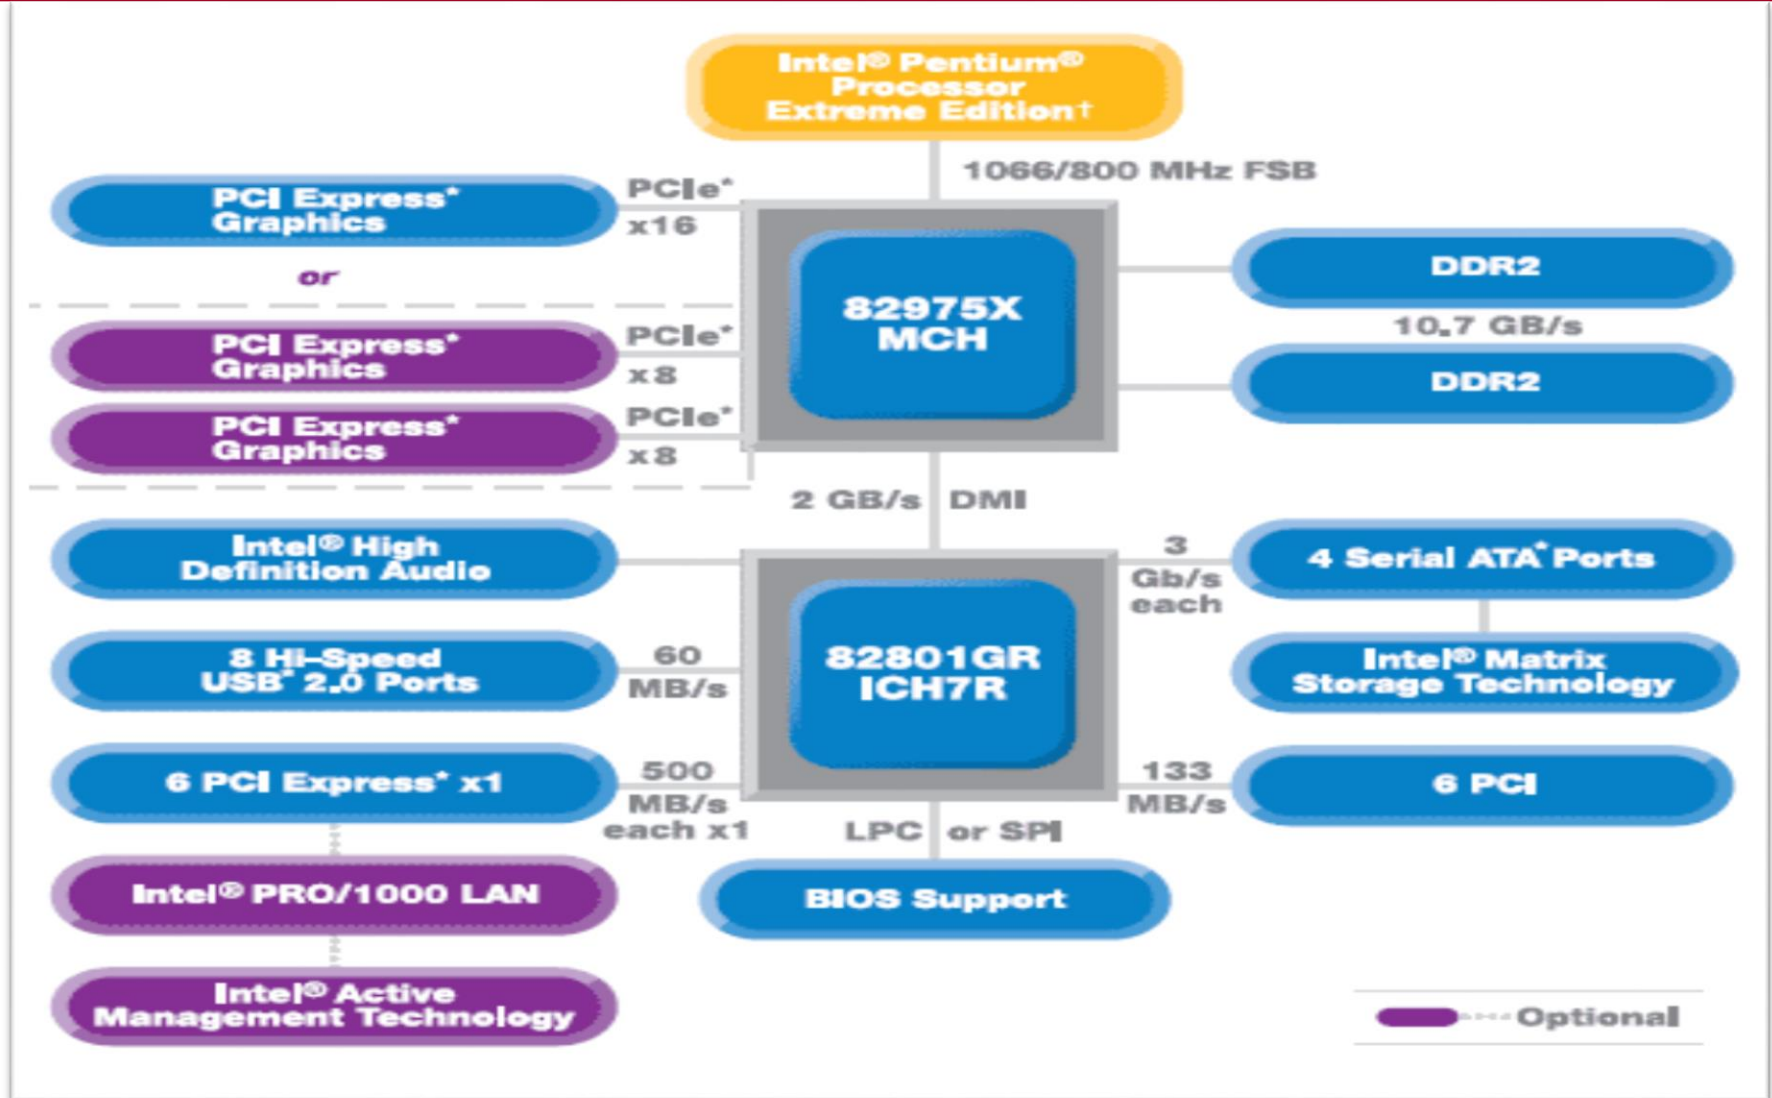 Intel® Pentium®
Processor
Extreme Edition†
1066/800 MHz FSB
PCI Express*
Graphics
PCIe*
x16
or
PCI Express*
Graphics
PCIe*
x8
PCI Express*
Graphics
PCIe*
x8
82975X
MCH
DDR2
10.7 GB/s
DDR2
2 GB/s DMI
Intel® High
Definition Audio
8 Hi-Speed
USB* 2.0 Ports
60
MB/s
6 PCI Express* x1
500
MB/s
each x1
Intel® PRO/1000 LAN
Intel® Active
Management Technology
82801GR
ICH7R
3
Gb/s
each
4 Serial ATA* Ports
Intel® Matrix
Storage Technology
133
MB/s
6 PCI
LPC or SPI
BIOS Support
Optional